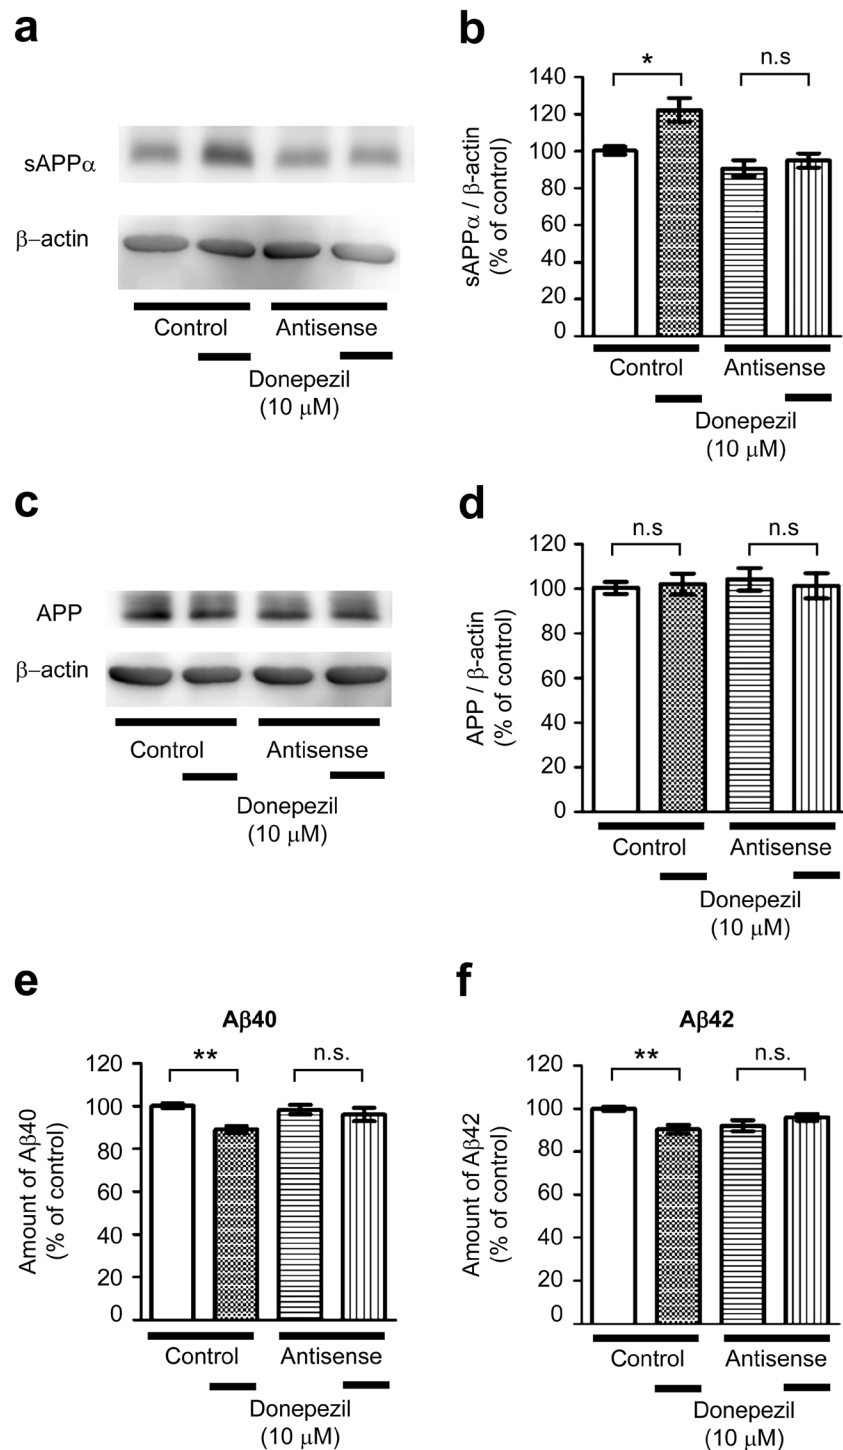 a
sAPPα
β–actin
Control
Antisense
Donepezil
(10 μM)
b
sAPPα / β-actin
(% of control)
140
120
100
80
60
40
20
0
*
n.s
Control
Antisense
Donepezil
(10 μM)
c
APP
β–actin
Control
Antisense
Donepezil
(10 μM)
d
APP / β-actin
(% of control)
120
100
80
60
40
20
0
n.s
n.s
Control
Antisense
Donepezil
(10 μM)
e
Aβ40
Amount of Aβ40
(% of control)
120
100
80
60
40
20
0
**
n.s.
Control
Antisense
Donepezil
(10 μM)
f
Aβ42
Amount of Aβ42
(% of control)
120
100
80
60
40
20
0
**
n.s.
Control
Antisense
Donepezil
(10 μM)